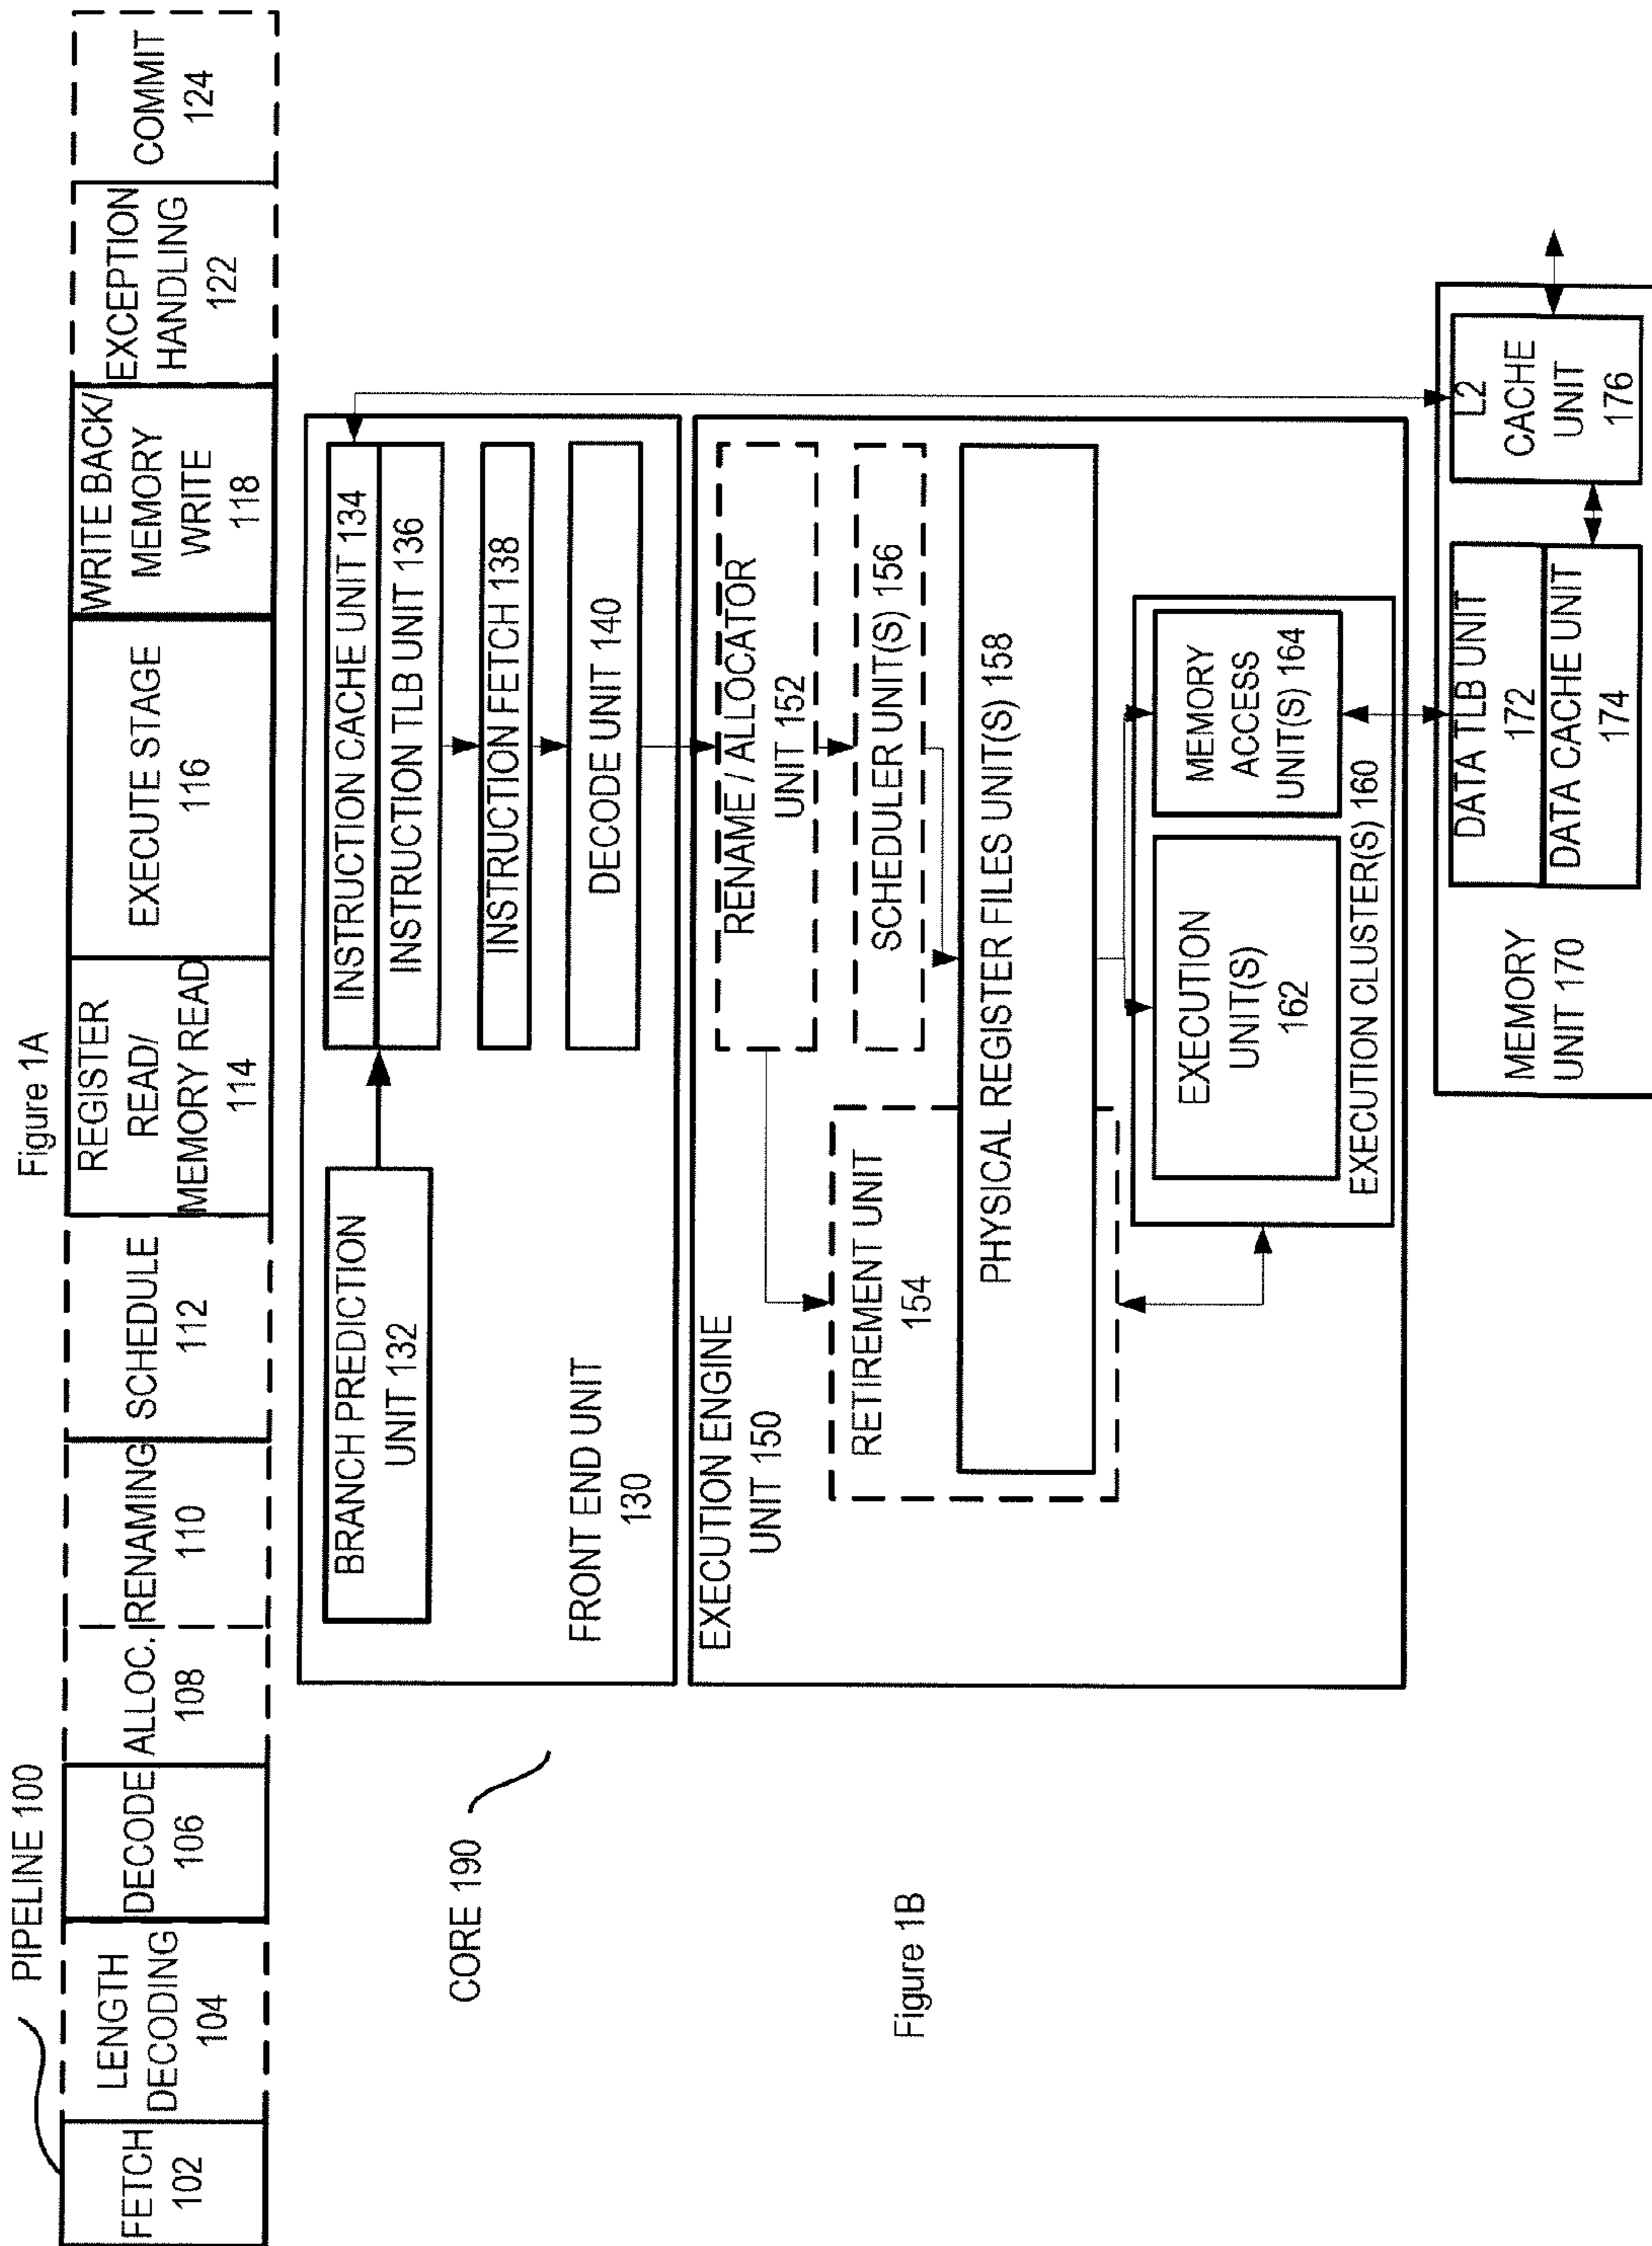 Figure 1A
PIPELINE 100
FETCH
102
LENGTH
DECODING
104
DECODE
106
ALLOC.
108
RENAMING
110
SCHEDULE
112
REGISTER
READ/
MEMORY READ
114
EXECUTE STAGE
116
WRITE BACK/
MEMORY
WRITE
118
EXCEPTION
HANDLING
122
COMMIT
124
CORE 190
BRANCH PREDICTION
UNIT 132
INSTRUCTION CACHE UNIT 134
INSTRUCTION TLB UNIT 136
INSTRUCTION FETCH 138
DECODE UNIT 140
FRONT END UNIT
130
EXECUTION ENGINE
UNIT 150
RENAME / ALLOCATOR
UNIT 152
RETIREMENT UNIT
154
SCHEDULER UNIT(S) 156
PHYSICAL REGISTER FILES UNIT(S) 158
EXECUTION
UNIT(S)
162
MEMORY
ACCESS
UNIT(S) 164
EXECUTION CLUSTER(S) 160
MEMORY
UNIT 170
DATA TLB UNIT
172
DATA CACHE UNIT
174
L2
CACHE
UNIT
176
Figure 1B